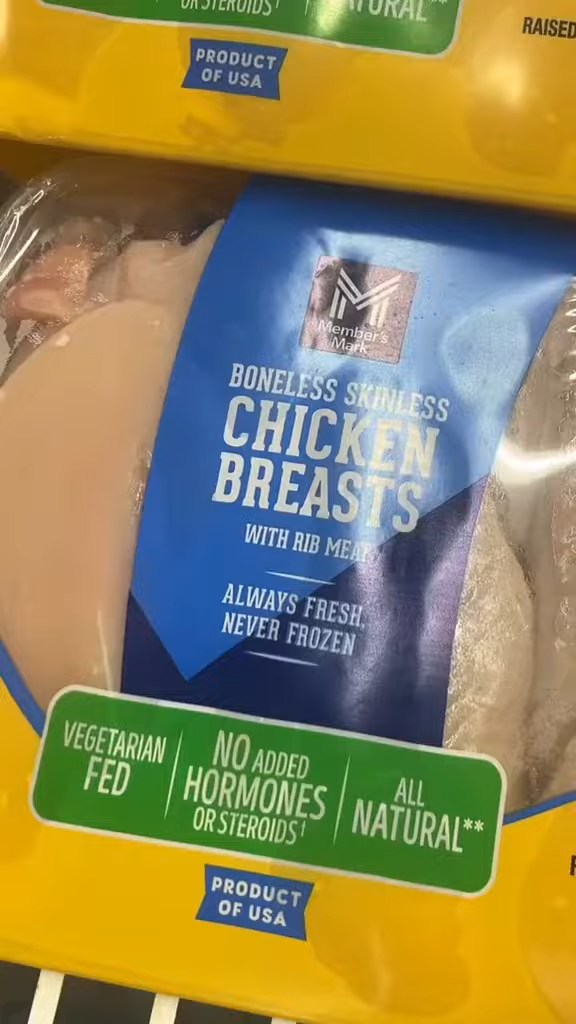 OR STEROIDS†
NATURAL**
RAISED
PRODUCT
OF USA
Member's
Mark
BONELESS SKINLESS
CHICKEN
BREASTS
WITH RIB MEAT
ALWAYS FRESH,
NEVER FROZEN
VEGETARIAN
FED
NO ADDED
HORMONES
OR STEROIDS†
ALL
NATURAL**
PRODUCT
OF USA